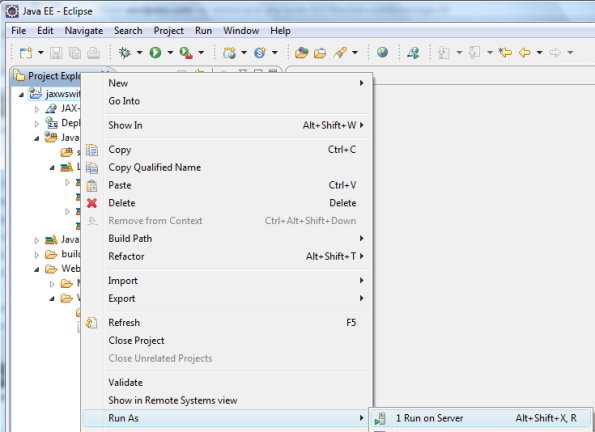 Java EE - Eclipse
File Edit Navigate Search Project Run Window Help
Project Explo
jaxwswit
JAX-
Depl
Java
s
L
Java
buil
Web
New
Go Into
Show In Alt+Shift+W
Copy Ctrl+C
Copy Qualified Name
Paste Ctrl+V
Delete Delete
Remove from Context Ctrl+Alt+Shift+Down
Build Path
Refactor Alt+Shift+T
Import
Export
Refresh F5
Close Project
Close Unrelated Projects
Validate
Show in Remote Systems view
Run As
1 Run on Server Alt+Shift+X, R